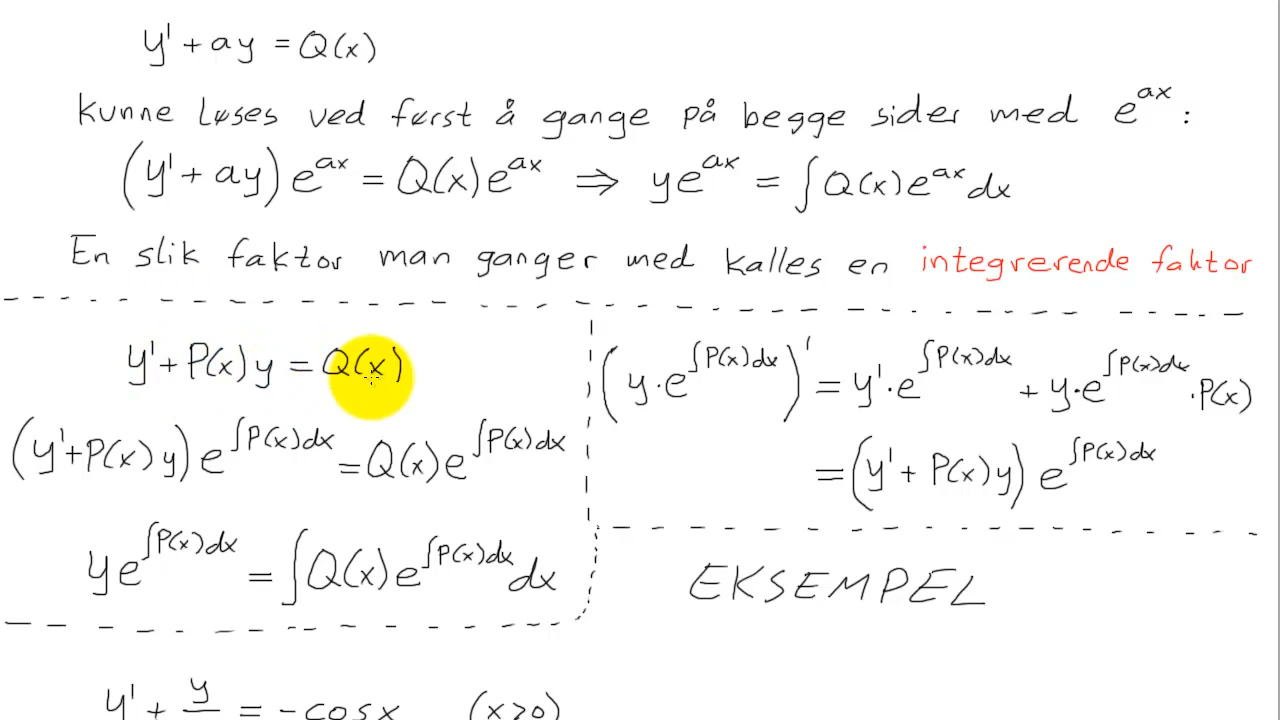 y' + ay = Q(x)
kunne løses ved først å gange på begge sider med e^{ax} :
(y' + ay) e^{ax} = Q(x) e^{ax} ⇒ y e^{ax} = ∫ Q(x) e^{ax} dx
En slik faktor man ganger med kalles en integrerende faktor
y' + P(x) y = Q(x)
(y' + P(x) y) e^{∫P(x)dx} = Q(x) e^{∫P(x)dx}
y e^{∫P(x)dx} = ∫ Q(x) e^{∫P(x)dx} dx
(y · e^{∫P(x)dx})' = y' · e^{∫P(x)dx} + y · e^{∫P(x)dx} · P(x)
= (y' + P(x) y) e^{∫P(x)dx}
EKSEMPEL
y' + y = -cosx (x>0)